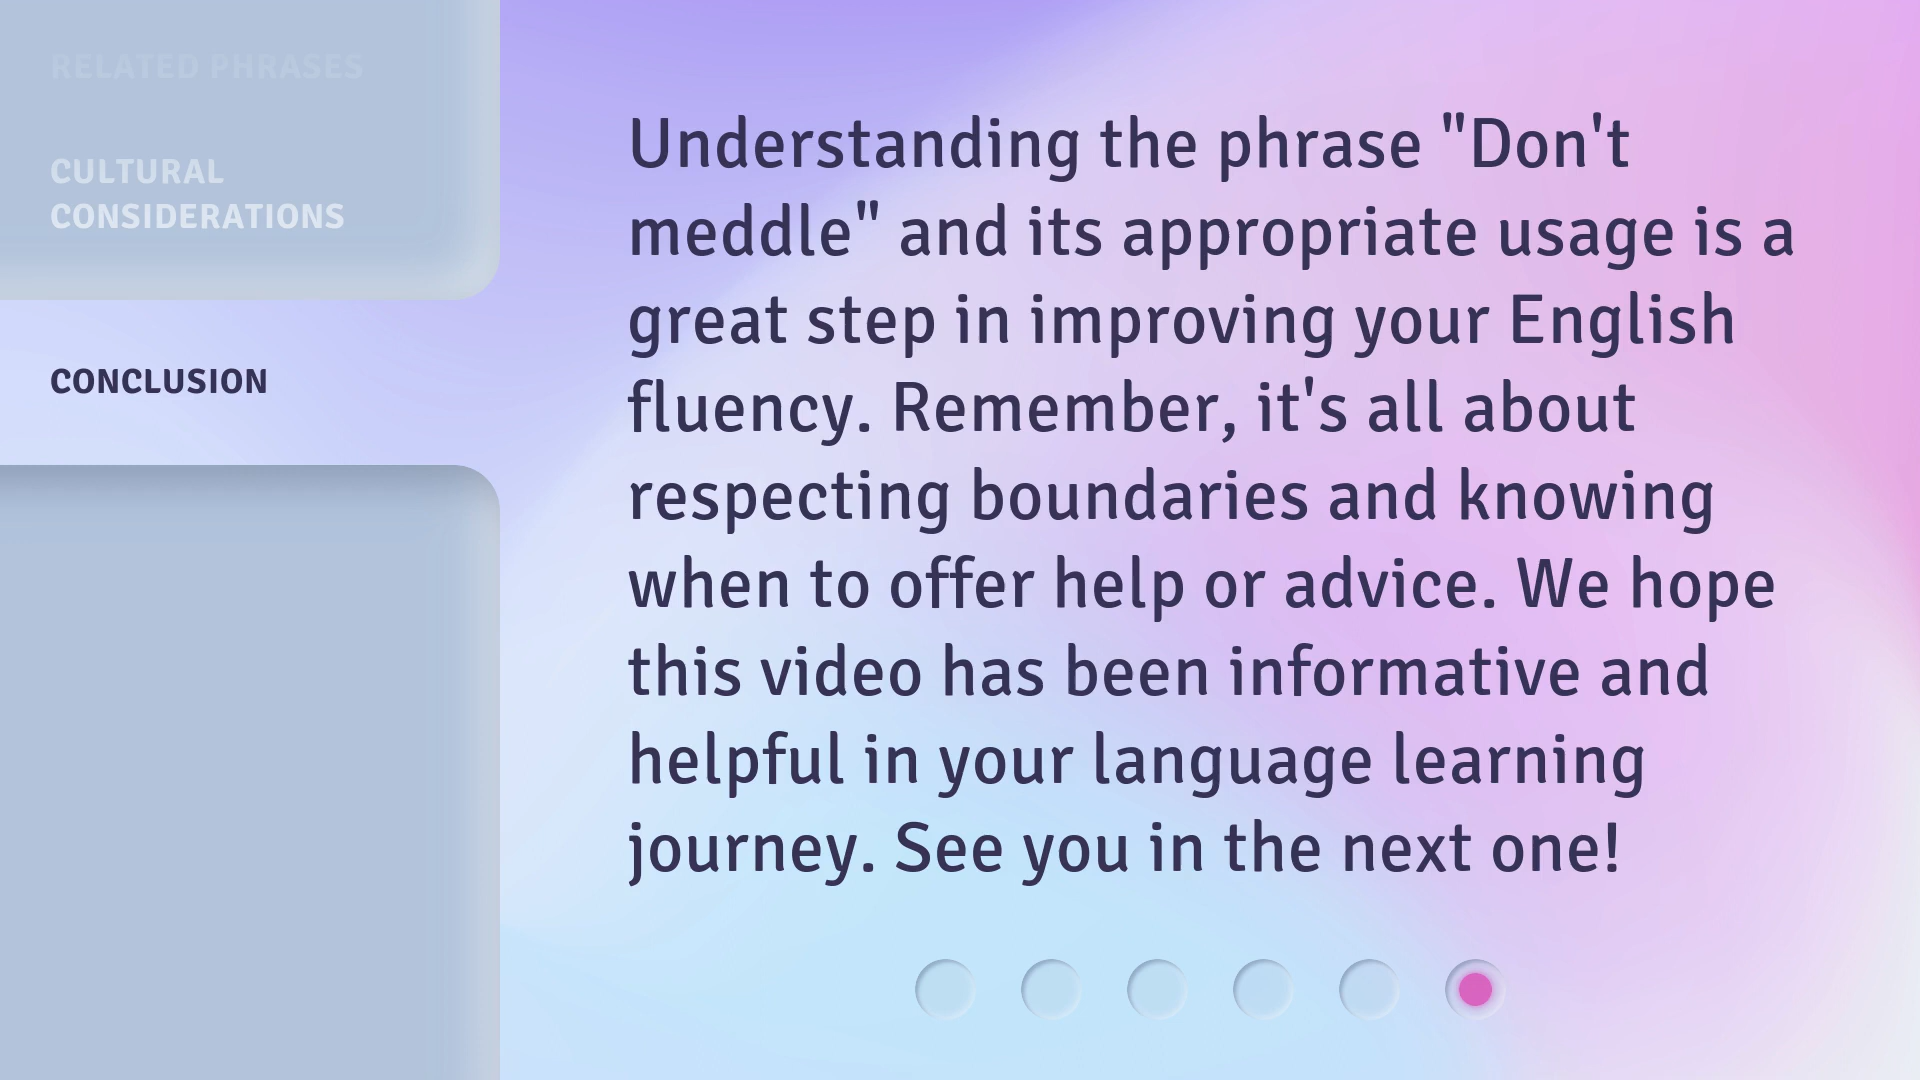 RELATED PHRASES
CULTURAL
CONSIDERATIONS
CONCLUSION
Understanding the phrase "Don't
meddle" and its appropriate usage is a
great step in improving your English
fluency. Remember, it's all about
respecting boundaries and knowing
when to offer help or advice. We hope
this video has been informative and
helpful in your language learning
journey. See you in the next one!